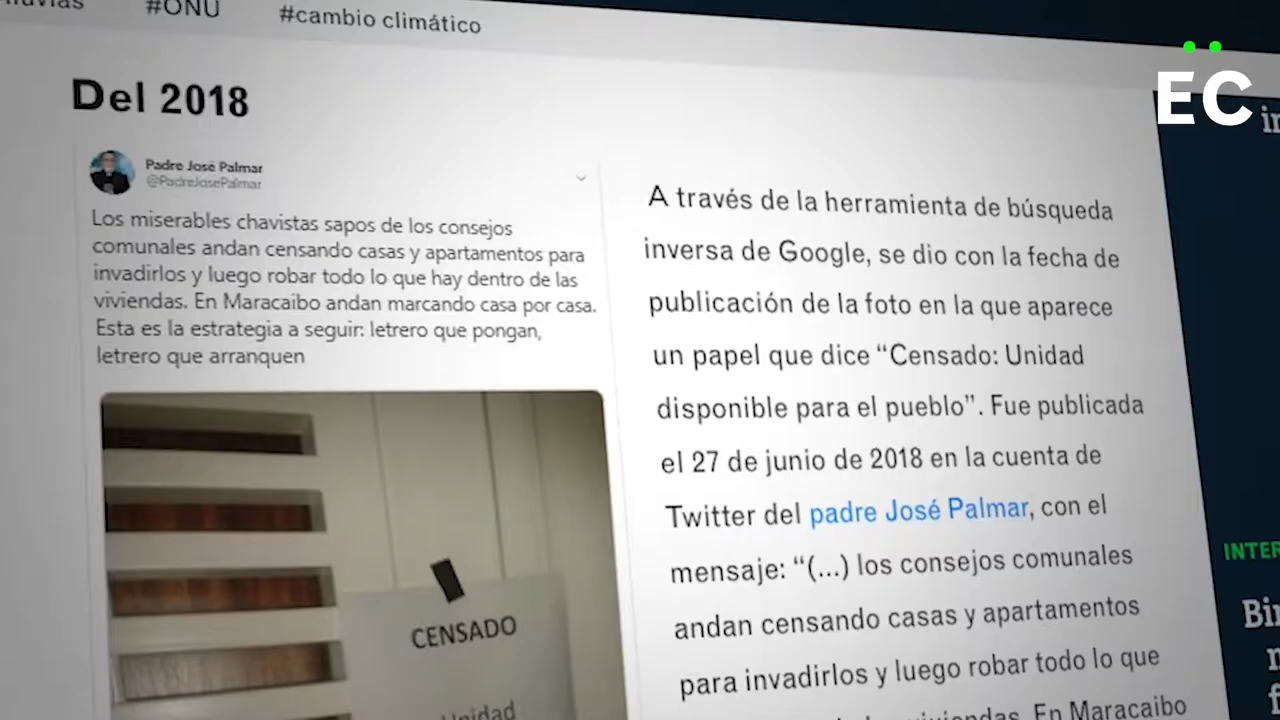 #ONU
#cambio climático
ËC
Del 2018
Padre José Palmar
@PadreJosePalmar
Los miserables chavistas sapos de los consejos
comunales andan censando casas y apartamentos para
invadirlos y luego robar todo lo que hay dentro de las
viviendas. En Maracaibo andan marcando casa por casa.
Esta es la estrategia a seguir: letrero que pongan,
letrero que arranquen
CENSADO
Unidad
A través de la herramienta de búsqueda
inversa de Google, se dio con la fecha de
publicación de la foto en la que aparece
un papel que dice “Censado: Unidad
disponible para el pueblo”. Fue publicada
el 27 de junio de 2018 en la cuenta de
Twitter del padre José Palmar, con el
mensaje: “(...) los consejos comunales
andan censando casas y apartamentos
para invadirlos y luego robar todo lo que
En Maracaibo